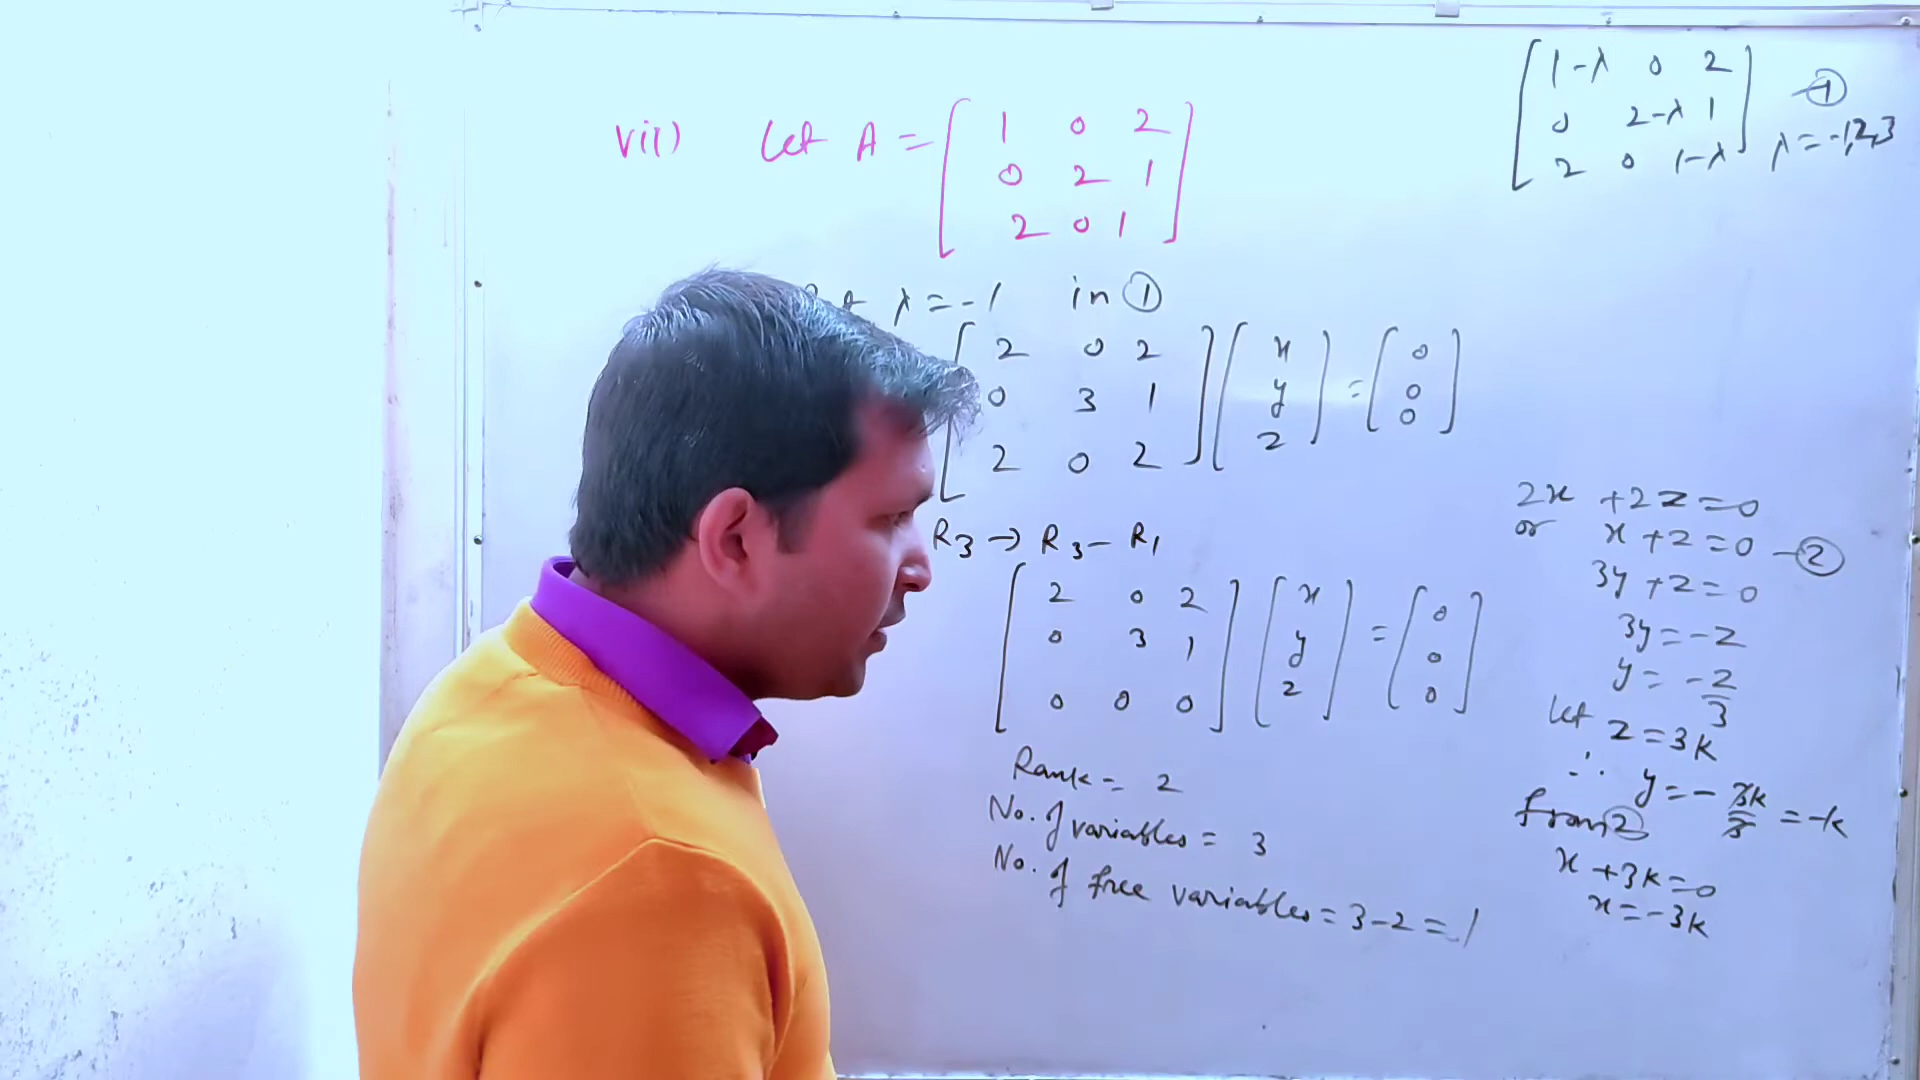 vii) Let A = [ 1 0 2
0 2 1
2 0 1 ]
[ 1-λ 0 2
0 2-λ 1
2 0 1-λ ] —①
λ = -1,2,3
λ = -1 in ①
[ 2 0 2
0 3 1
2 0 2 ] [ x
y
z ] = [ 0
0
0 ]
R3 → R3 - R1
[ 2 0 2
0 3 1
0 0 0 ] [ x
y
z ] = [ 0
0
0 ]
Rank = 2
No. of variables = 3
No. of free variables = 3-2 = 1
2x + 2z = 0
or x + z = 0 —②
3y + z = 0
3y = -z
y = -z/3
Let z = 3k
∴ y = - 3k/3 = -k
from ②
x + 3k = 0
x = -3k